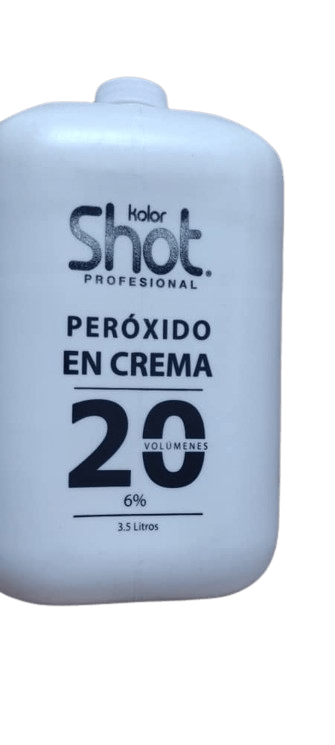 kolor
Shot.
PROFESIONAL
PERÓXIDO
EN CREMA
20
VOLÚMENES
6%
3.5 Litros